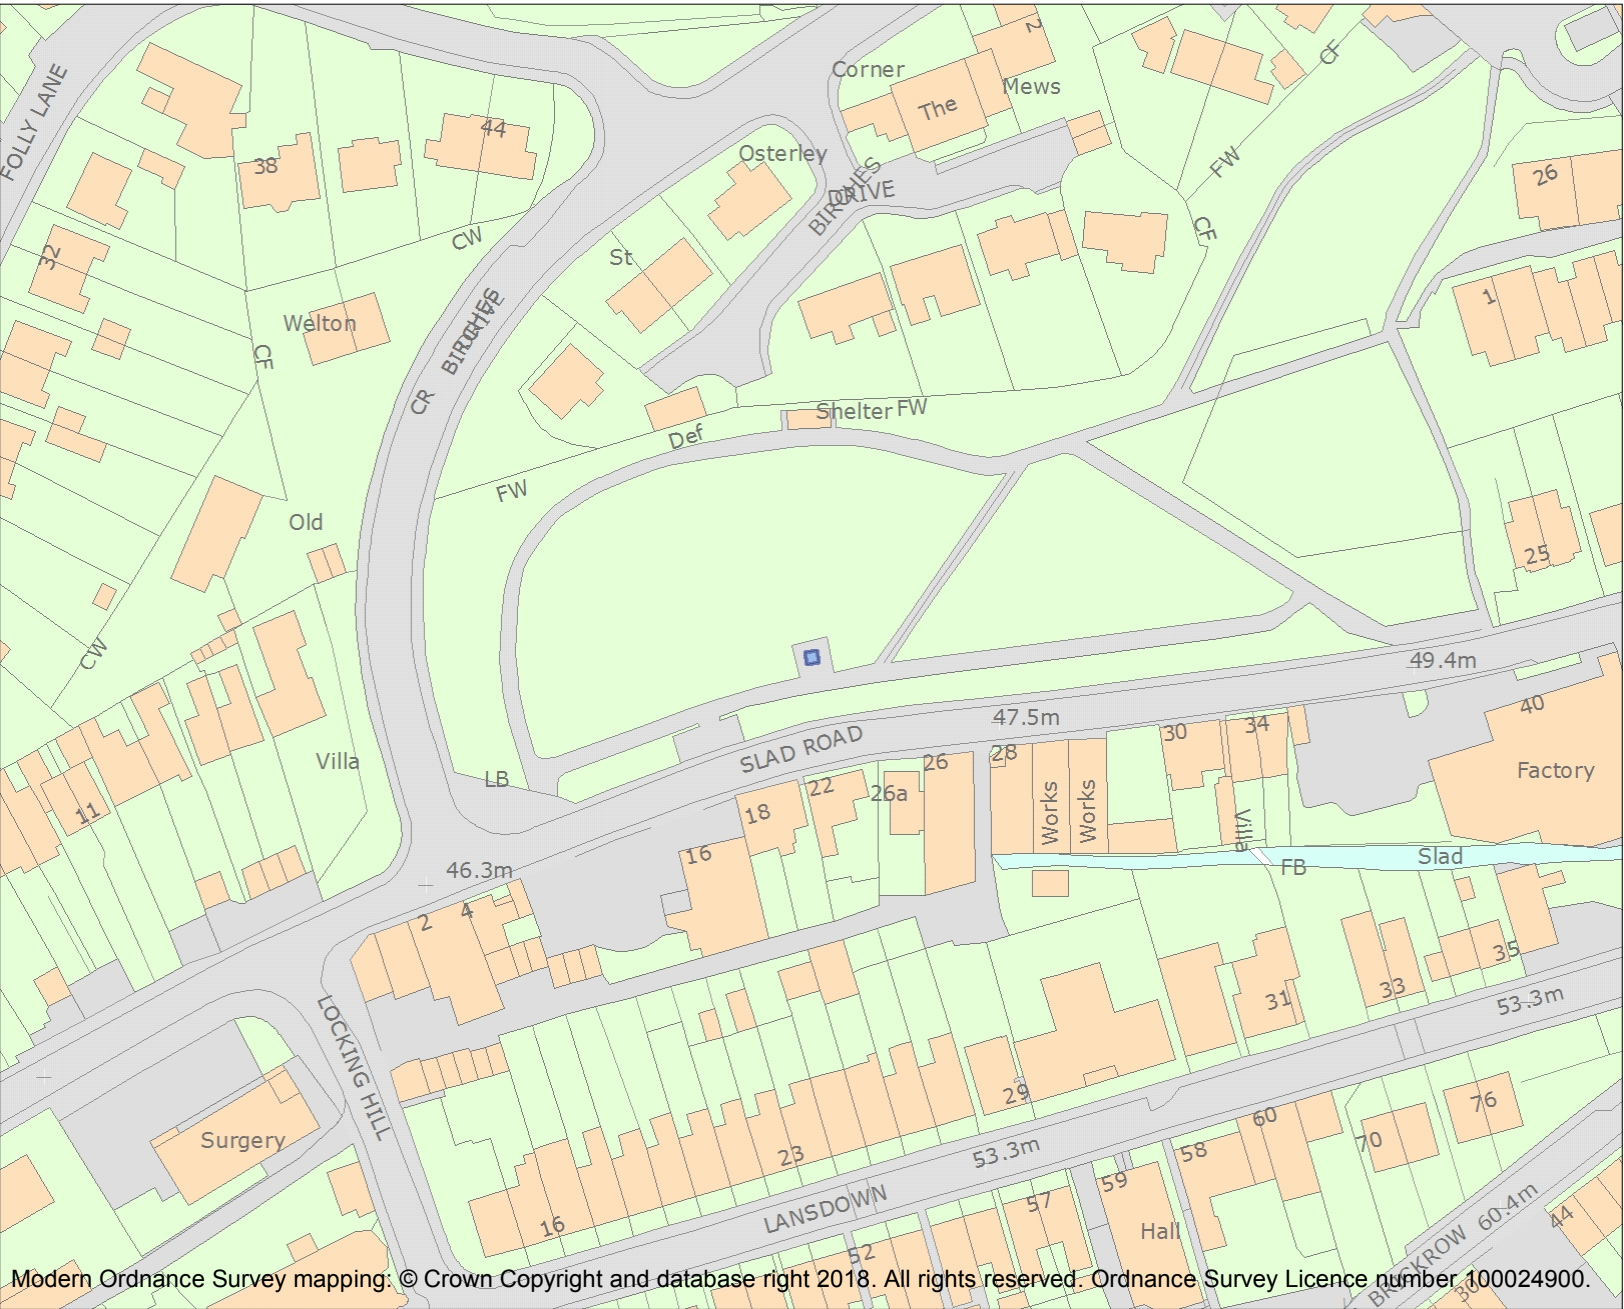 2
Corner
CF
The
Mews
FOLLY LANE
44
Osterley
38
FW
26
BIRCHES
DRIVE
CW
CF
32
St
1
Welton
BIRCHES
DRIVE
CF
CR
Shelter FW
Def
FW
Old
25
CW
49.4m
40
47.5m
30
34
SLAD ROAD
28
26
Villa
LB
22
26a
Factory
11
18
Works
Works
Villa
16
46.3m
Slad
FB
2
4
35
33
31
53.3m
LOCKING HILL
29
76
60
Surgery
70
23
53.3m
58
59
57
LANSDOWN
60.4m
16
44
Hall
52
BRICKROW
30
Modern Ordnance Survey mapping: © Crown Copyright and database right 2018. All rights reserved. Ordnance Survey Licence number 100024900.